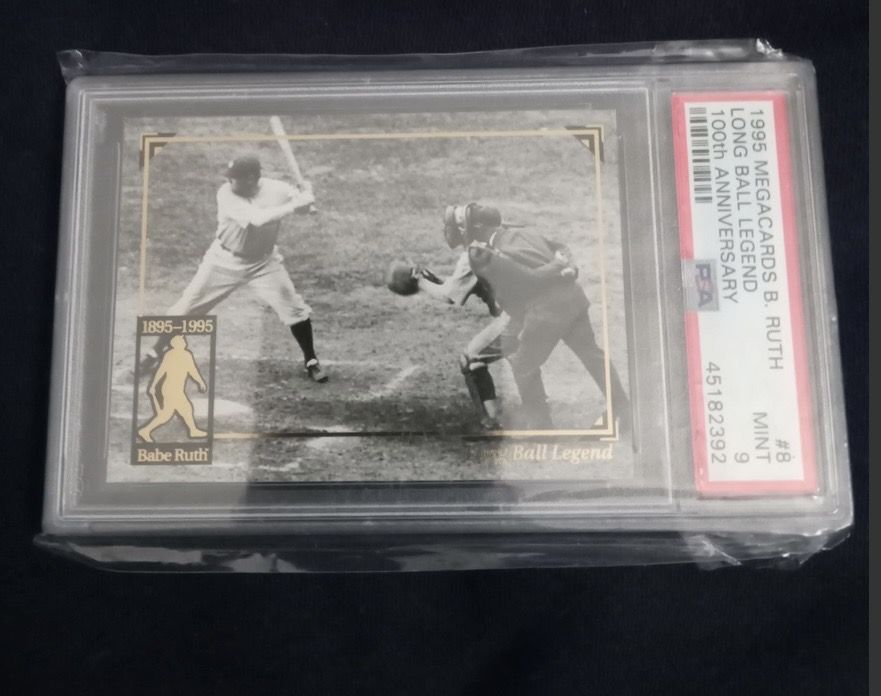 1895–1995
Babe Ruth
Ball Legend
1995 MEGACARDS B. RUTH #8
LONG BALL LEGEND MINT
100th ANNIVERSARY 9
PSA 45182392